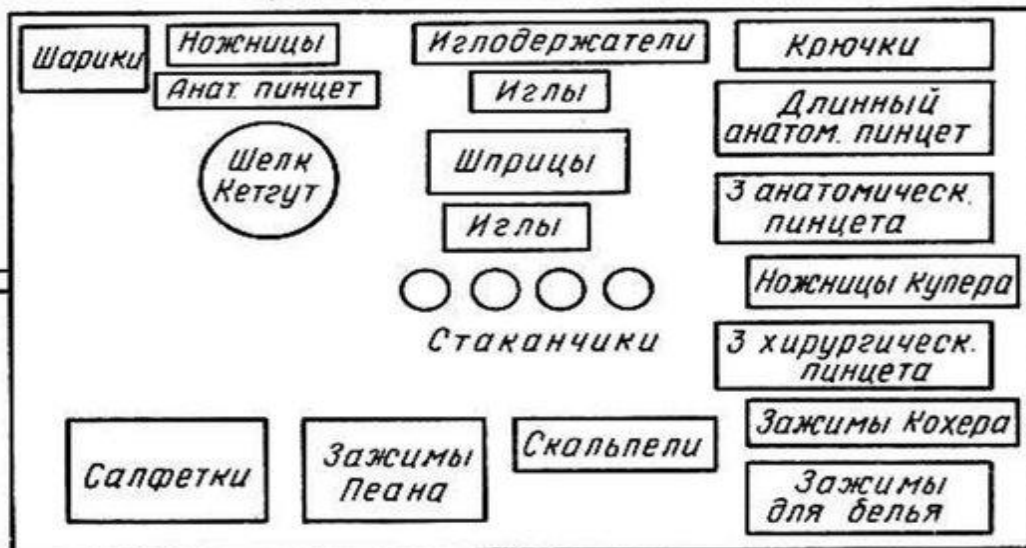 Шарики
Ножницы
Анат. пинцет
Шелк
Кетгут
Иглодержатели
Иглы
Шприцы
Иглы
Стаканчики
Крючки
Длинный
анатом. пинцет
3 анатомическ.
пинцета
Ножницы Купера
3 хирургическ.
пинцета
Зажимы Кохера
Зажимы
для белья
Салфетки
Зажимы
Пеана
Скальпели